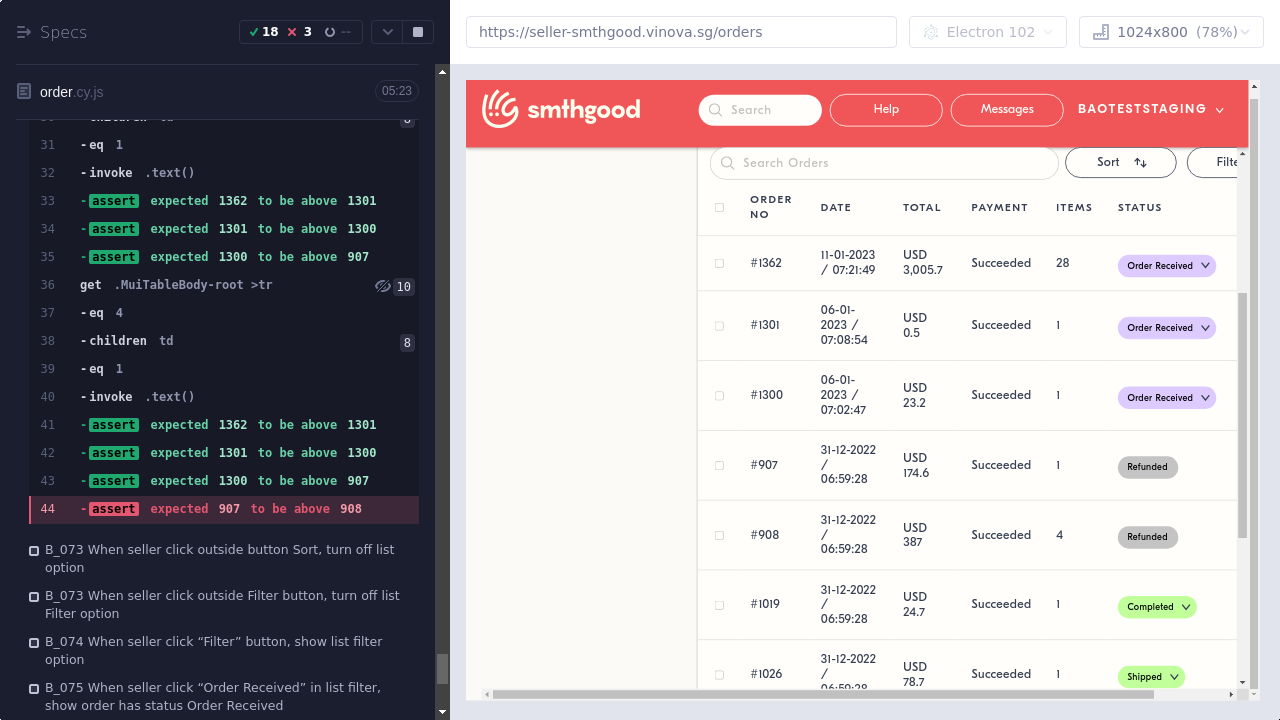 Specs
18 3 --
order.cy.js 05:23
31 -eq 1
32 -invoke .text()
33 -assert expected 1362 to be above 1301
34 -assert expected 1301 to be above 1300
35 -assert expected 1300 to be above 907
36 get .MuiTableBody-root >tr 10
37 -eq 4
38 -children td 8
39 -eq 1
40 -invoke .text()
41 -assert expected 1362 to be above 1301
42 -assert expected 1301 to be above 1300
43 -assert expected 1300 to be above 907
44 -assert expected 907 to be above 908
B_073 When seller click outside button Sort, turn off list
option
B_073 When seller click outside Filter button, turn off list
Filter option
B_074 When seller click “Filter” button, show list filter
option
B_075 When seller click “Order Received” in list filter,
show order has status Order Received
https://seller-smthgood.vinova.sg/orders
Electron 102
1024x800 (78%)
smthgood
Search
Help
Messages
BAOTESTSTAGING
Search Orders
Sort
Filte
ORDER
NO
DATE
TOTAL
PAYMENT
ITEMS
STATUS
#1362
11-01-2023
/ 07:21:49
USD
3,005.7
Succeeded
28
Order Received
#1301
06-01-
2023 /
07:08:54
USD
0.5
Succeeded
1
Order Received
#1300
06-01-
2023 /
07:02:47
USD
23.2
Succeeded
1
Order Received
#907
31-12-2022
/
06:59:28
USD
174.6
Succeeded
1
Refunded
#908
31-12-2022
/
06:59:28
USD
387
Succeeded
4
Refunded
#1019
31-12-2022
/
06:59:28
USD
24.7
Succeeded
1
Completed
#1026
31-12-2022
/
06:59:28
USD
78.7
Succeeded
1
Shipped